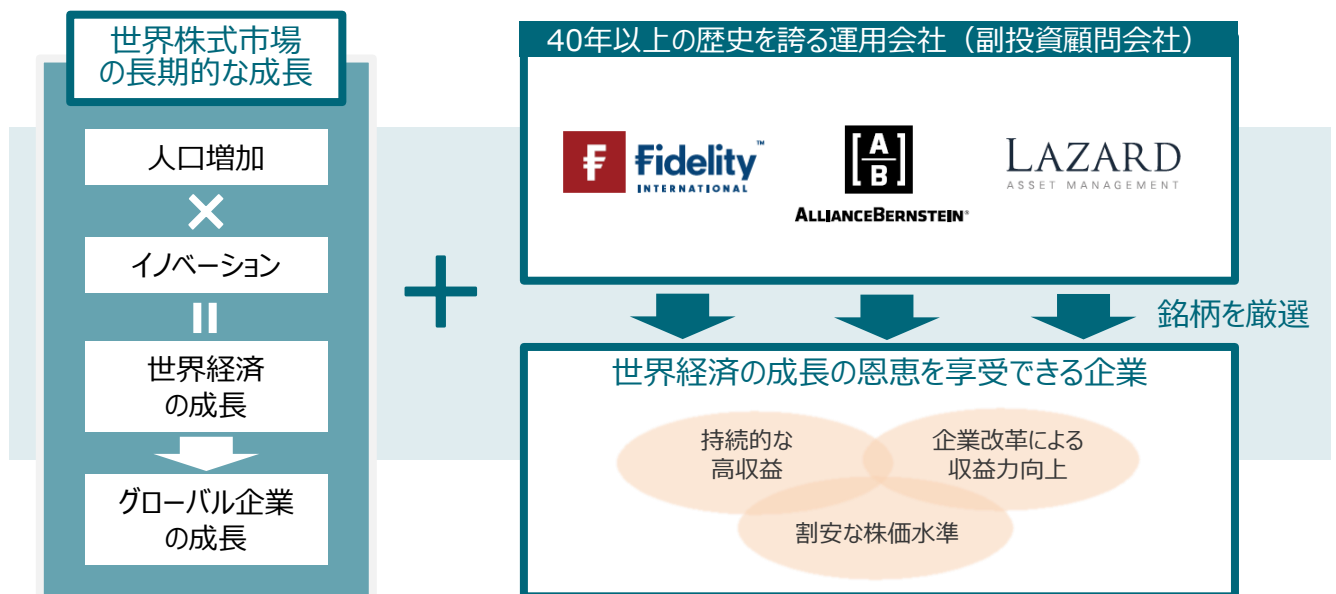 世界株式市場
の長期的な成長
人口増加
×
イノベーション
=
世界経済
の成長
グローバル企業
の成長
+
40年以上の歴史を誇る運用会社（副投資顧問会社）
Fidelity™
INTERNATIONAL
A
B
ALLIANCEBERNSTEIN®
LAZARD
ASSET MANAGEMENT
銘柄を厳選
世界経済の成長の恩恵を享受できる企業
持続的な
高収益
企業改革による
収益力向上
割安な株価水準